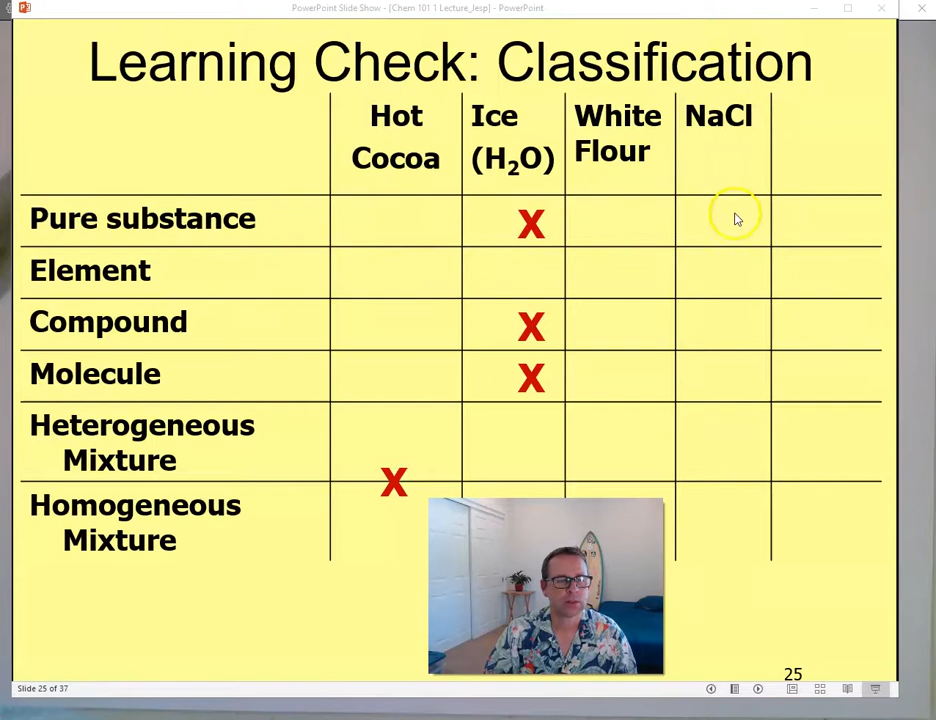 PowerPoint Slide Show - [Chem 101 1 Lecture_Jesp] - PowerPoint
Learning Check: Classification
Hot Cocoa
Ice (H₂O)
White Flour
NaCl
Pure substance X
Element
Compound X
Molecule X
Heterogeneous
Mixture
X
Homogeneous
Mixture
25
Slide 25 of 37